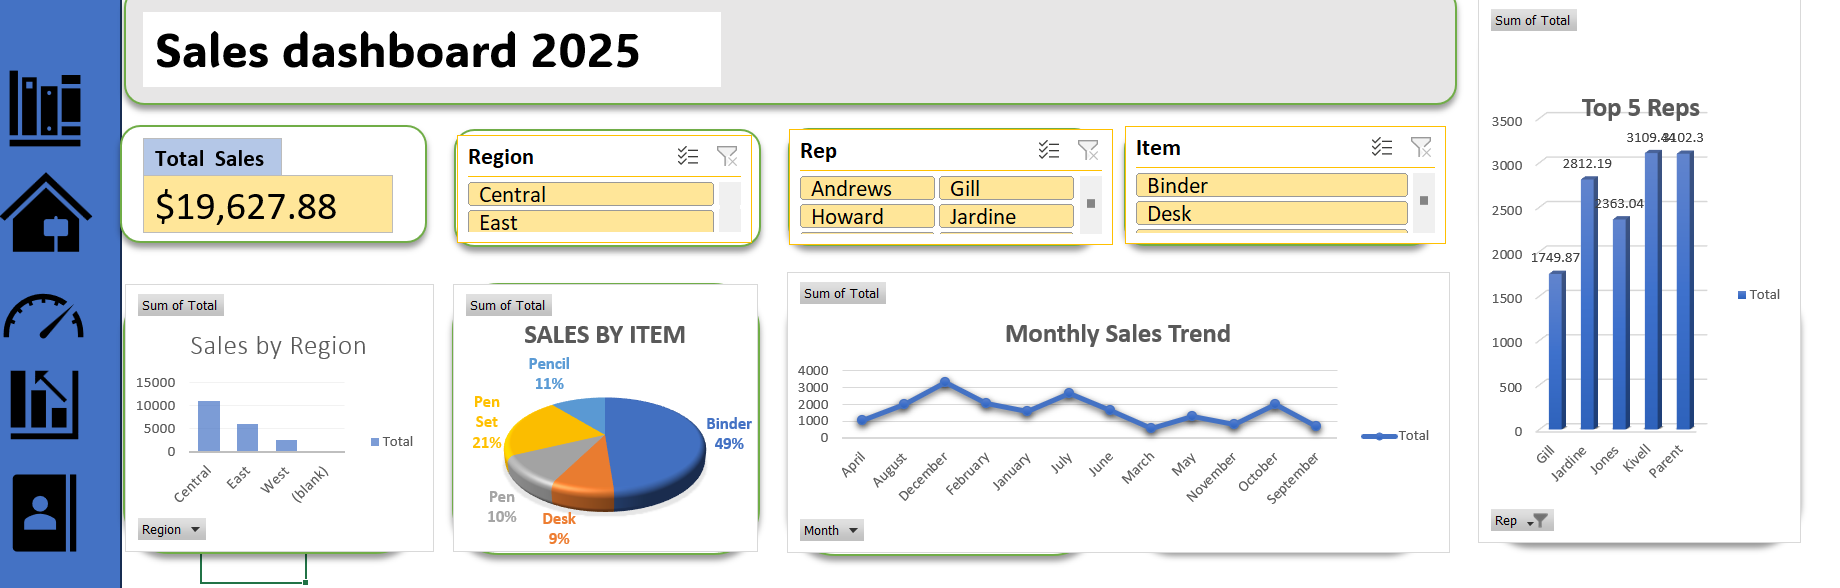 Sales dashboard 2025
Total Sales
$19,627.88
Region
Central
East
Rep
Andrews
Gill
Howard
Jardine
Item
Binder
Desk
Sum of Total
Sales by Region
15000
10000
5000
0
Central
East
West
(blank)
Total
Region
Sum of Total
SALES BY ITEM
Pencil
11%
Pen
Set
21%
Binder
49%
Pen
10%
Desk
9%
Sum of Total
Monthly Sales Trend
4000
3000
2000
1000
0
April
August
December
February
January
July
June
March
May
November
October
September
Total
Month
Sum of Total
Top 5 Reps
3500
3000
2500
2000
1500
1000
500
0
1749.87
2812.19
2363.04
3109.44
3102.3
Gill
Jardine
Jones
Kivell
Parent
Total
Rep